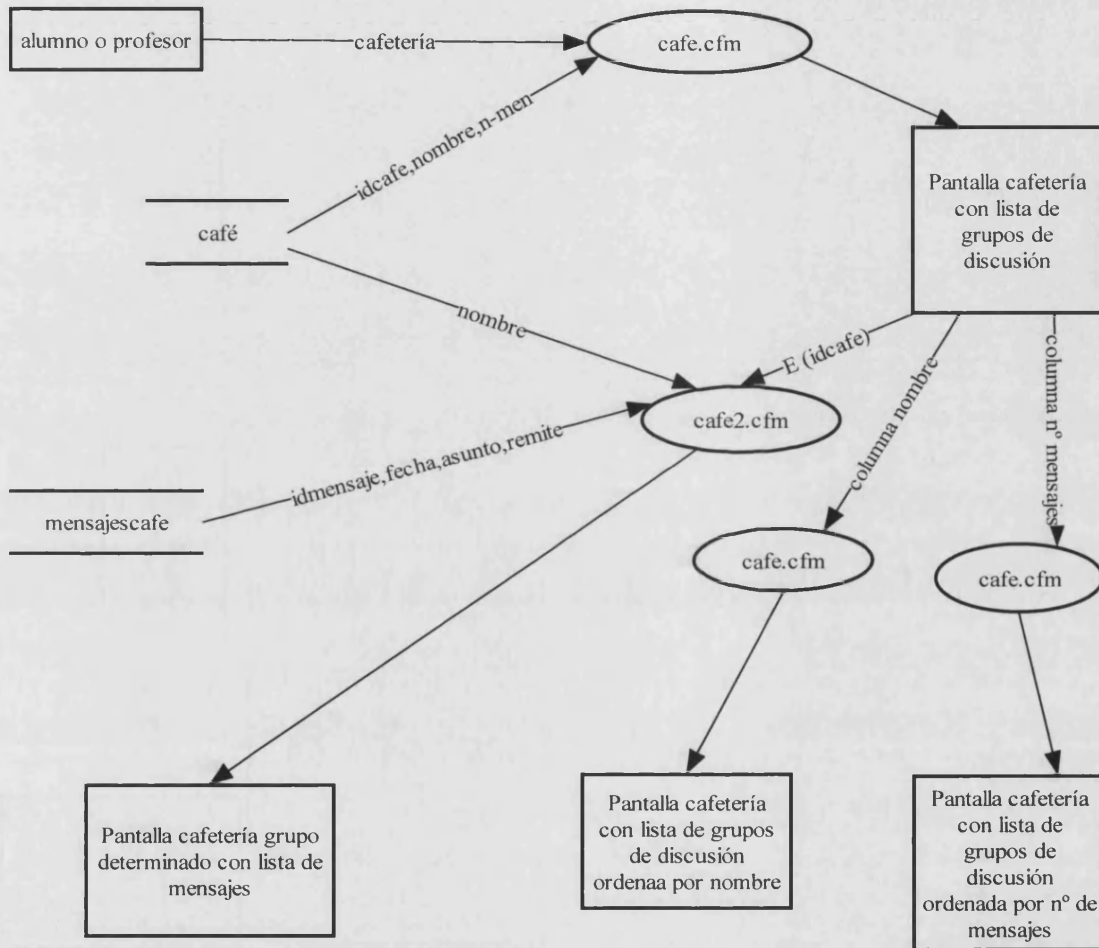 alumno o profesor
cafetería
cafe.cfm
idcafe,nombre,n-men
Pantalla cafetería
con lista de
grupos de
discusión
café
nombre
E (idcafe)
columna nombre
columna nº mensajes
cafe2.cfm
idmensaje,fecha,asunto,remite
mensajescafe
cafe.cfm
cafe.cfm
Pantalla cafetería grupo
determinado con lista de
mensajes
Pantalla cafetería
con lista de grupos
de discusión
ordenaa por nombre
Pantalla cafetería
con lista de
grupos de
discusión
ordenada por nº de
mensajes